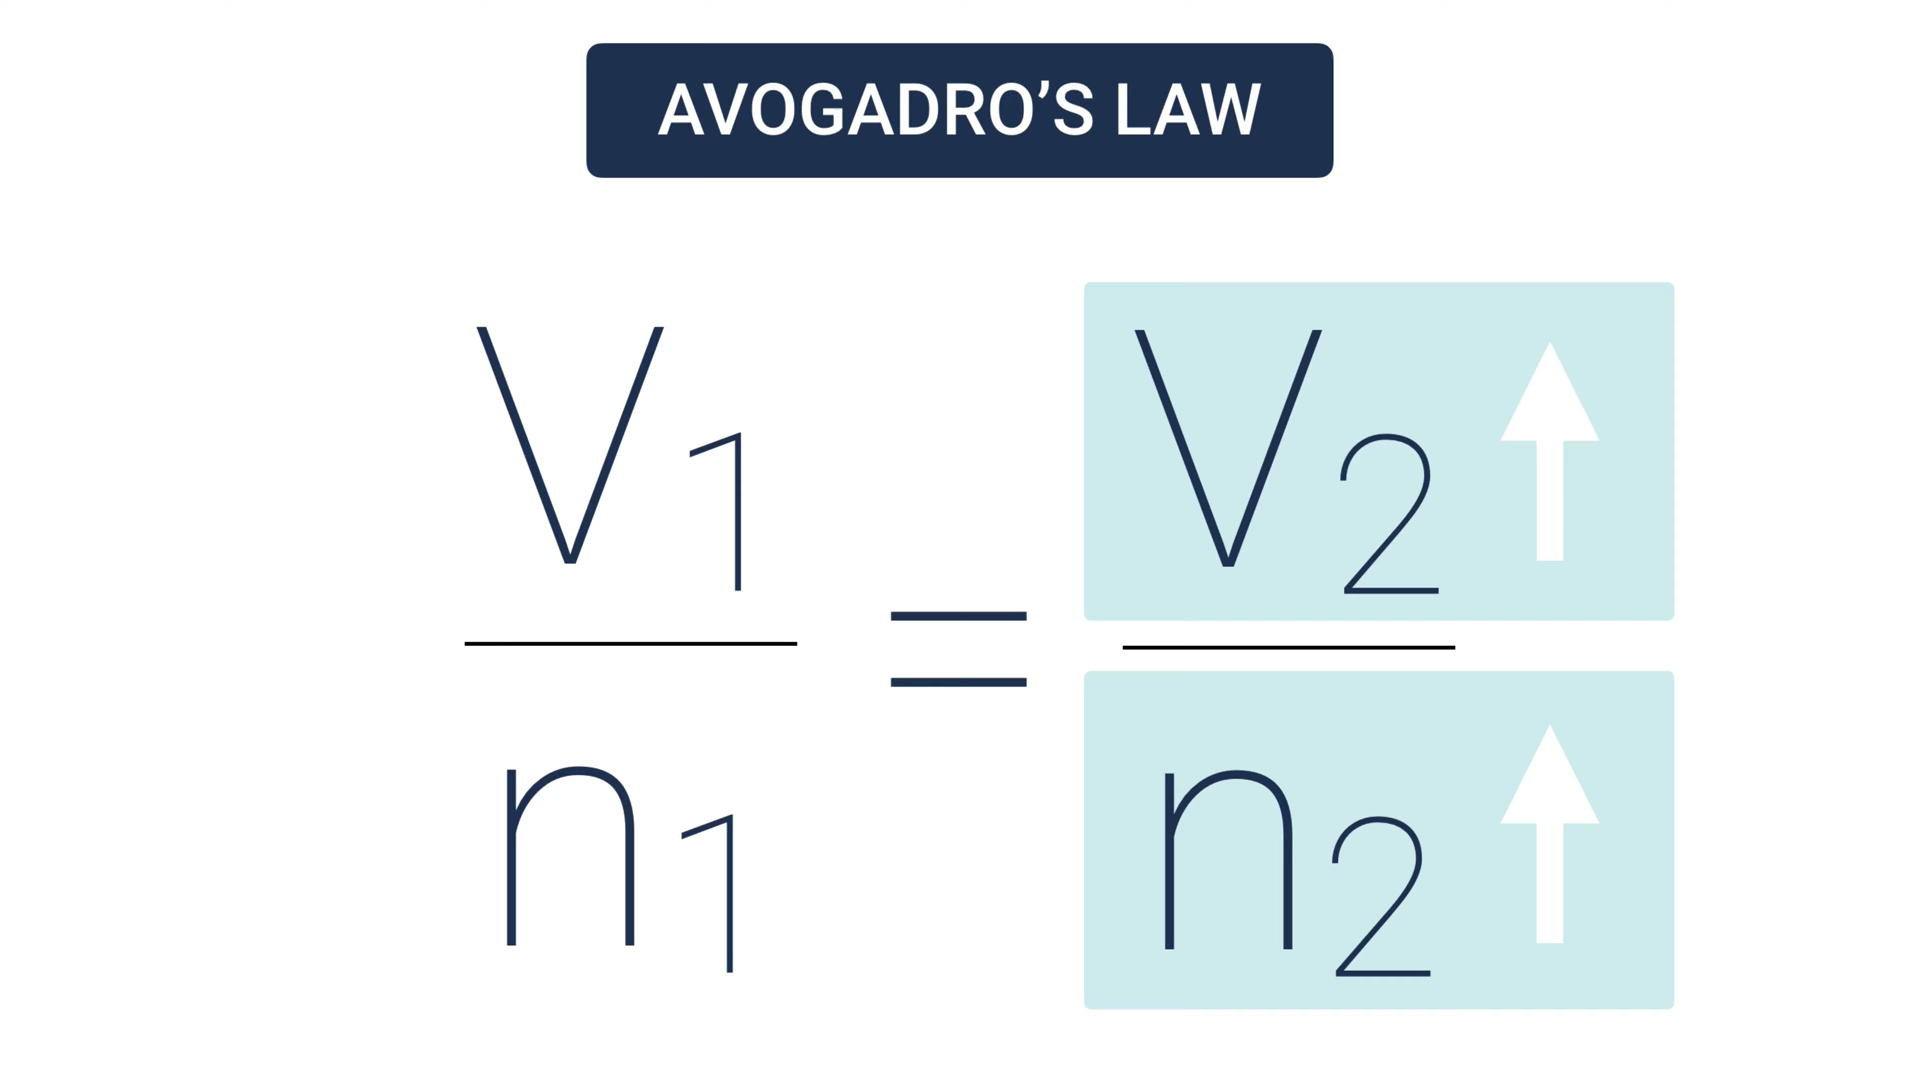 AVOGADRO’S LAW
V1 = V2
n1 n2